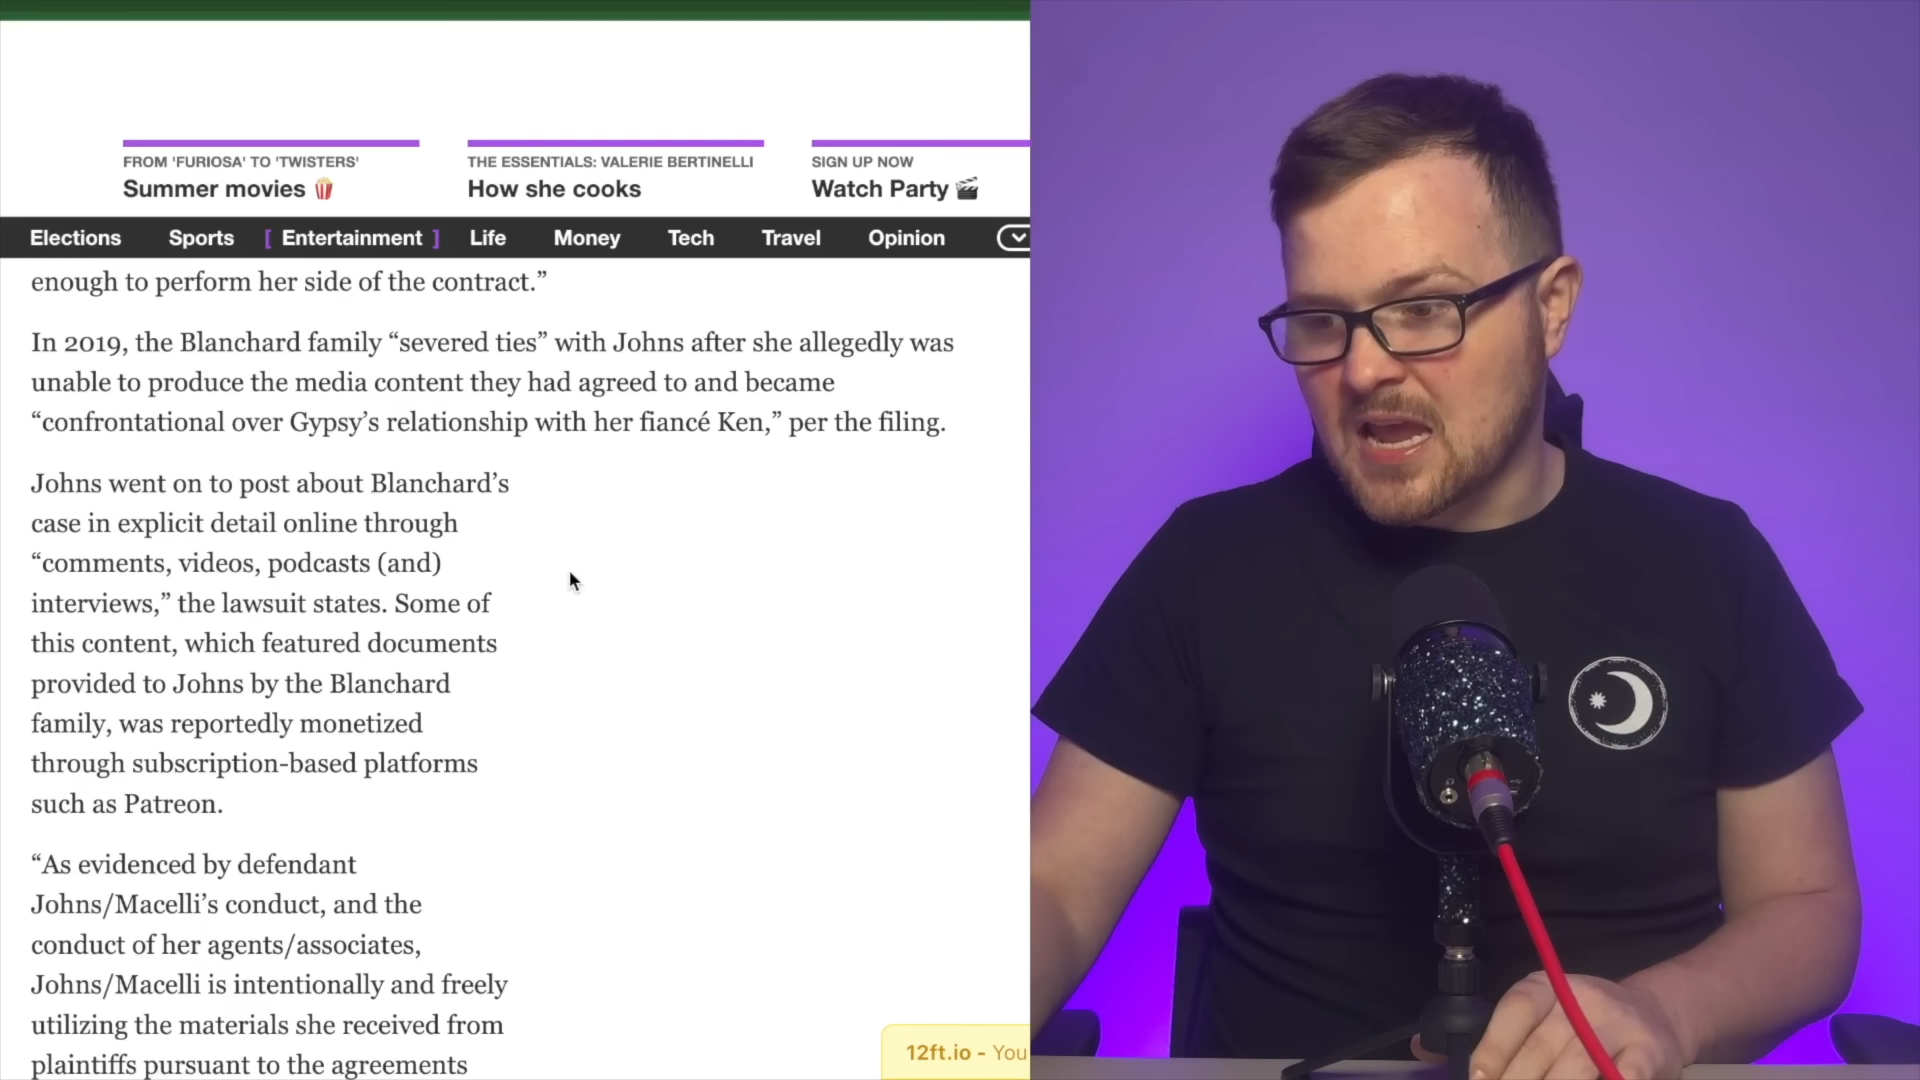 FROM 'FURIOSA' TO 'TWISTERS'
Summer movies
THE ESSENTIALS: VALERIE BERTINELLI
How she cooks
SIGN UP NOW
Watch Party
Elections Sports [ Entertainment ] Life Money Tech Travel Opinion
enough to perform her side of the contract.”
In 2019, the Blanchard family “severed ties” with Johns after she allegedly was
unable to produce the media content they had agreed to and became
“confrontational over Gypsy’s relationship with her fiancé Ken,” per the filing.
Johns went on to post about Blanchard’s
case in explicit detail online through
“comments, videos, podcasts (and)
interviews,” the lawsuit states. Some of
this content, which featured documents
provided to Johns by the Blanchard
family, was reportedly monetized
through subscription-based platforms
such as Patreon.
“As evidenced by defendant
Johns/Macelli’s conduct, and the
conduct of her agents/associates,
Johns/Macelli is intentionally and freely
utilizing the materials she received from
plaintiffs pursuant to the agreements
12ft.io - You